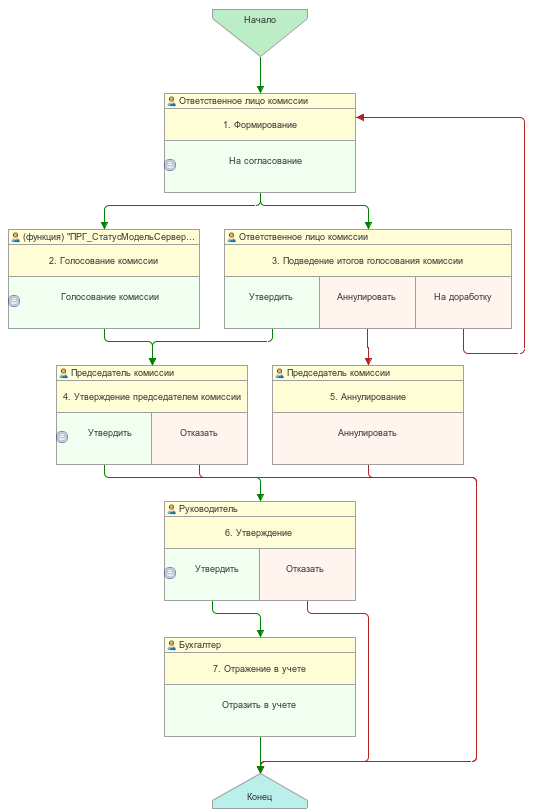 Начало
Ответственное лицо комиссии
1. Формирование
На согласование
(функция) "ПРГ_СтатусМодельСервер...
2. Голосование комиссии
Голосование комиссии
Ответственное лицо комиссии
3. Подведение итогов голосования комиссии
Утвердить
Аннулировать
На доработку
Председатель комиссии
4. Утверждение председателем комиссии
Утвердить
Отказать
Председатель комиссии
5. Аннулирование
Аннулировать
Руководитель
6. Утверждение
Утвердить
Отказать
Бухгалтер
7. Отражение в учете
Отразить в учете
Конец